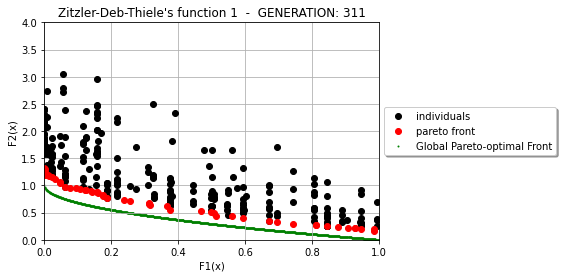 Zitzler-Deb-Thiele's function 1 - GENERATION: 311
4.0
3.5
3.0
2.5
2.0
1.5
1.0
0.5
0.0
F2(x)
0.0 0.2 0.4 0.6 0.8 1.0
F1(x)
individuals
pareto front
Global Pareto-optimal Front